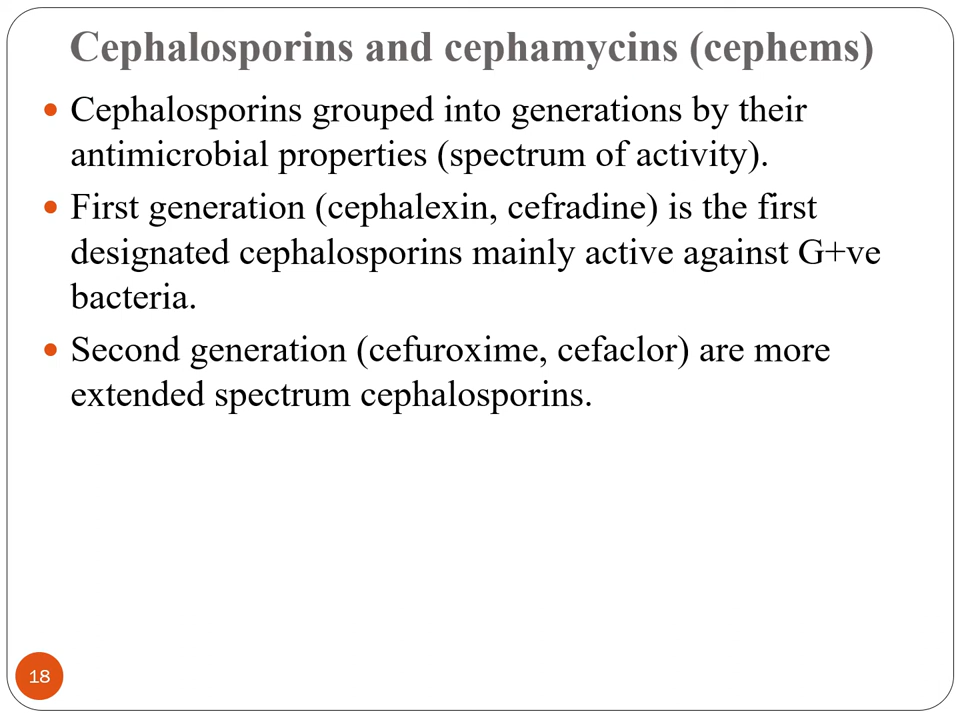 Cephalosporins and cephamycins (cephems)
• Cephalosporins grouped into generations by their
antimicrobial properties (spectrum of activity).
• First generation (cephalexin, cefradine) is the first
designated cephalosporins mainly active against G+ve
bacteria.
• Second generation (cefuroxime, cefaclor) are more
extended spectrum cephalosporins.
18